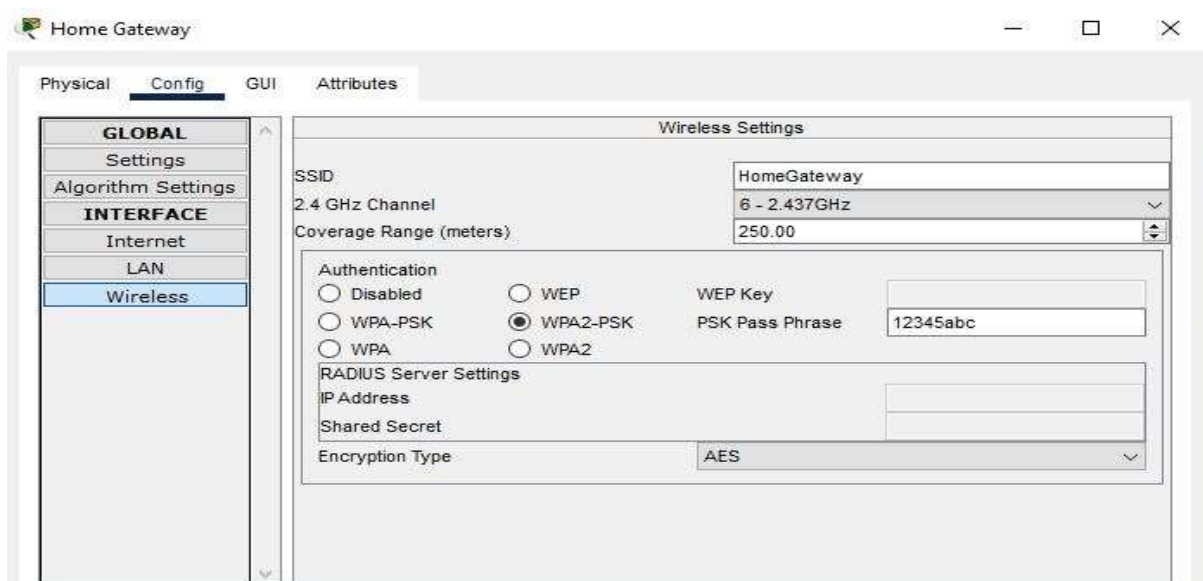 Home Gateway
Physical Config GUI Attributes
GLOBAL
Settings
Algorithm Settings
INTERFACE
Internet
LAN
Wireless
Wireless Settings
SSID HomeGateway
2.4 GHz Channel 6 - 2.437GHz
Coverage Range (meters) 250.00
Authentication
Disabled WEP WEP Key
WPA-PSK WPA2-PSK PSK Pass Phrase 12345abc
WPA WPA2
RADIUS Server Settings
IP Address
Shared Secret
Encryption Type AES